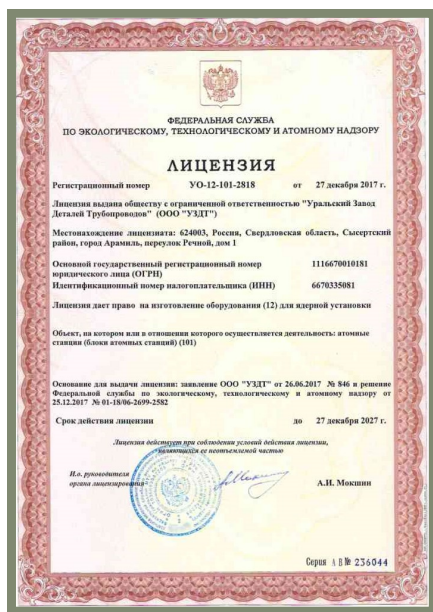 ФЕДЕРАЛЬНАЯ СЛУЖБА
ПО ЭКОЛОГИЧЕСКОМУ, ТЕХНОЛОГИЧЕСКОМУ И АТОМНОМУ НАДЗОРУ
ЛИЦЕНЗИЯ
Регистрационный номер УО-12-101-2818 от 27 декабря 2017 г.
Лицензия выдана обществу с ограниченной ответственностью "Уральский Завод
Деталей Трубопроводов" (ООО "УЗДТ")
Местонахождение лицензиата: 624003, Россия, Свердловская область, Сысертский
район, город Арамиль, переулок Речной, дом 1
Основной государственный регистрационный номер 1116670010181
юридического лица (ОГРН)
Идентификационный номер налогоплательщика (ИНН) 6670335081
Лицензия дает право на изготовление оборудования (12) для ядерной установки
Объект, на котором или в отношении которого осуществляется деятельность: атомные
станции (блоки атомных станций) (101)
Основание для выдачи лицензии: заявление ООО "УЗДТ" от 26.06.2017 № 846 и решение
Федеральной службы по экологическому, технологическому и атомному надзору от
25.12.2017 № 01-18/06-2699-2582
Срок действия лицензии до 27 декабря 2027 г.
Лицензия действует при соблюдении условий действия лицензии,
являющихся ее неотъемлемой частью
И.о. руководителя
органа лицензирования А.И. Мокшин
Серия А В № 236044